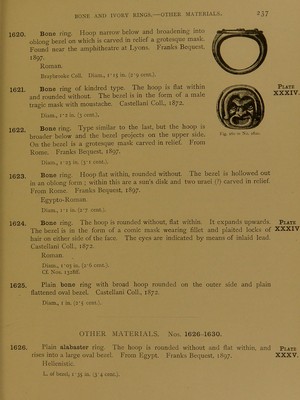 BONE AND IVORY RINGS.—OTHER MATERIALS. 237
1620. Bone ring. Hoop narrow below and broadening into
oblong bezel on which is carved in relief a grotesque mask.
Found near the amphitheatre at Lyons. Franks Bequest,
1897.
Roman.
Braybrooke Coll. Diam., 1·15 in. (2·9 cent.).
1621. Bone ring of kindred type. The hoop is flat within
and rounded without. The bezel is in the form of a male
tragic mask with moustache. Castellani Coll., 1872.
Diam., 1·2 in. (3 cent.).
PLATE
XXXIV.
1622. Bone ring. Type similar to the last, but the hoop is
broader below and the bezel projects on the upper side.
On the bezel is a grotesque mask carved in relief. From
Rome. Franks Bequest, 1897.
Diam., 1·25 in. (3·1 cent.).
1623. Bone ring. Hoop flat within, rounded without. The bezel is hollowed out
in an oblong form; within this are a sun's disk and two uraei (?) carved in relief.
From Rome. Franks Bequest, 1897.
Egypto-Roman.
Diam., 1·1 in. (2·7 cent.).
1624. Bone ring. The hoop is rounded without, flat within. It expands upwards.
The bezel is in the form of a comic mask wearing fillet and plaited locks of
hair on either side of the face. The eyes are indicated by means of inlaid lead.
Castellani Coll., 1872.
Roman.
Diam., 1·05 in. (2·6 cent.).
PLATE
XXXIV
1625. Plain bone ring with broad hoop rounded on the outer side and plain
flattened oval bezel. Castellani Coll., 1872.
Diam., 1 in. (2·5 cent.).
OTHER MATERIALS. Nos. 1626-1630.
1626. Plain alabaster ring. The hoop is rounded without and flat within, and
rises into a large oval bezel. From Egypt. Franks Bequest, 1897.
Hellenistic.
L. of bezel, 1·35 in. (3·4 cent.).
PLATE
XXXV.